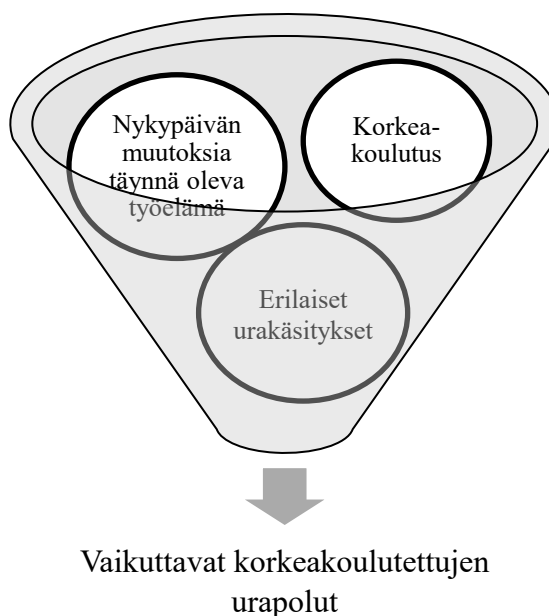 Nykypäivän
muutoksia
täynnä oleva
työelämä
Korkea-
koulutus
Erilaiset
urakäsitykset
Vaikuttavat korkeakoulutettujen
urapolut